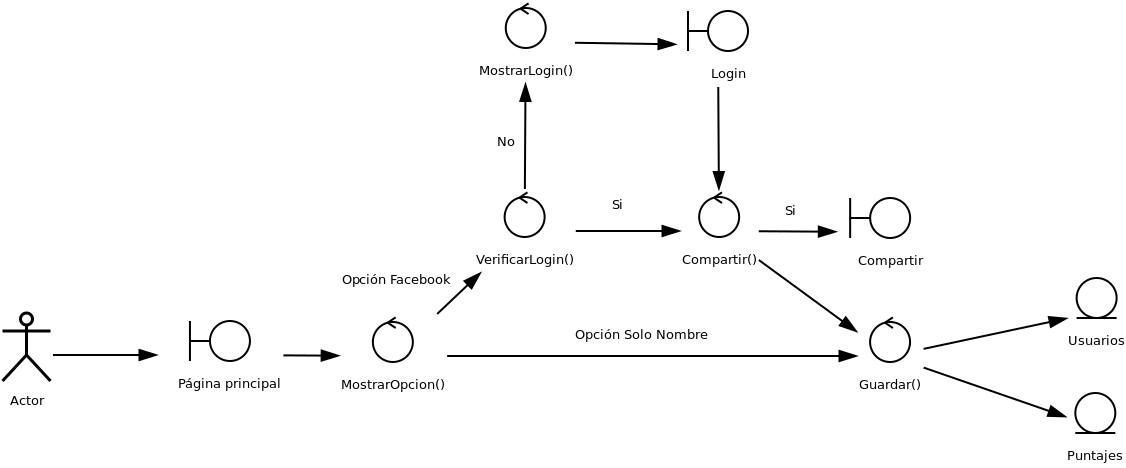 MostrarLogin()
Login
No
Si
Si
VerificarLogin()
Compartir()
Compartir
Opción Facebook
Opción Solo Nombre
Usuarios
Página principal
MostrarOpcion()
Guardar()
Actor
Puntajes